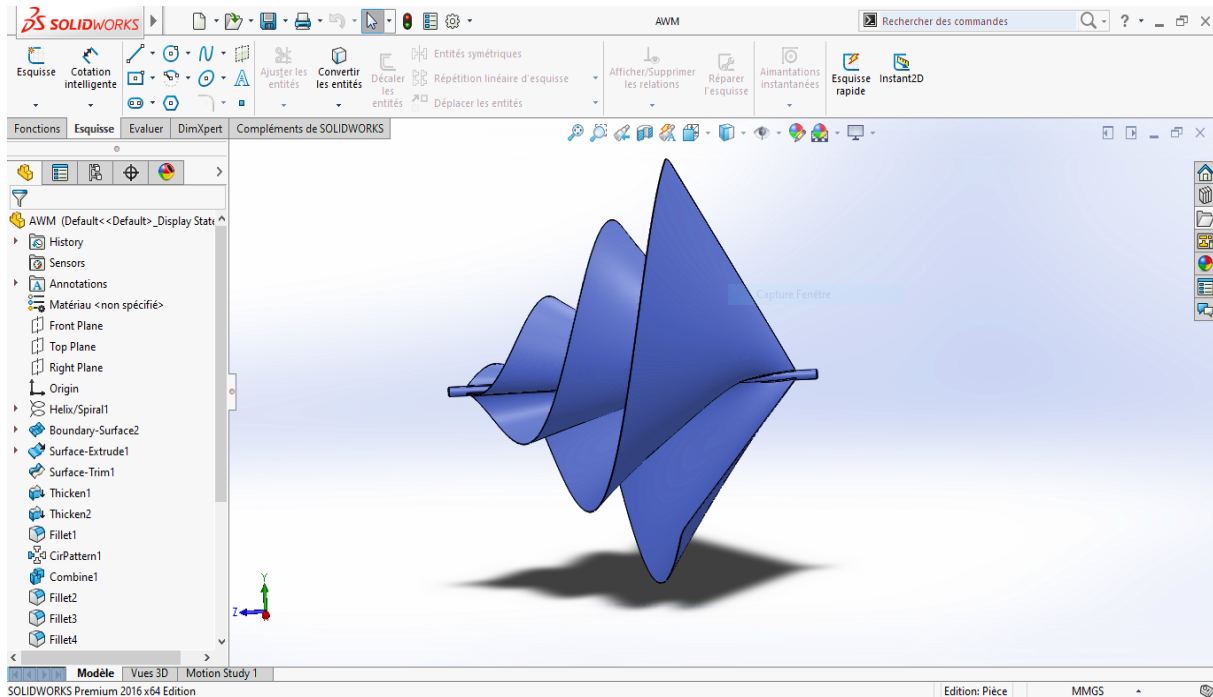 SOLIDWORKS
AWM
Rechercher des commandes
?
Esquisse
Cotation intelligente
Ajuster les entités
Convertir les entités
Décaler les entités
Entités symétriques
Répétition linéaire d'esquisse
Déplacer les entités
Afficher/Supprimer les relations
Réparer l'esquisse
Aimantations instantanées
Esquisse rapide
Instant2D
Fonctions Esquisse Evaluer DimXpert Compléments de SOLIDWORKS
AWM (Default<<Default>_Display State
History
Sensors
Annotations
Matériau <non spécifié>
Front Plane
Top Plane
Right Plane
Origin
Helix/Spiral1
Boundary-Surface2
Surface-Extrude1
Surface-Trim1
Thicken1
Thicken2
Fillet1
CirPattern1
Combine1
Fillet2
Fillet3
Fillet4
Capture Fenêtre
Y
Z
Modèle Vues 3D Motion Study 1
SOLIDWORKS Premium 2016 x64 Edition
Edition: Pièce
MMGS